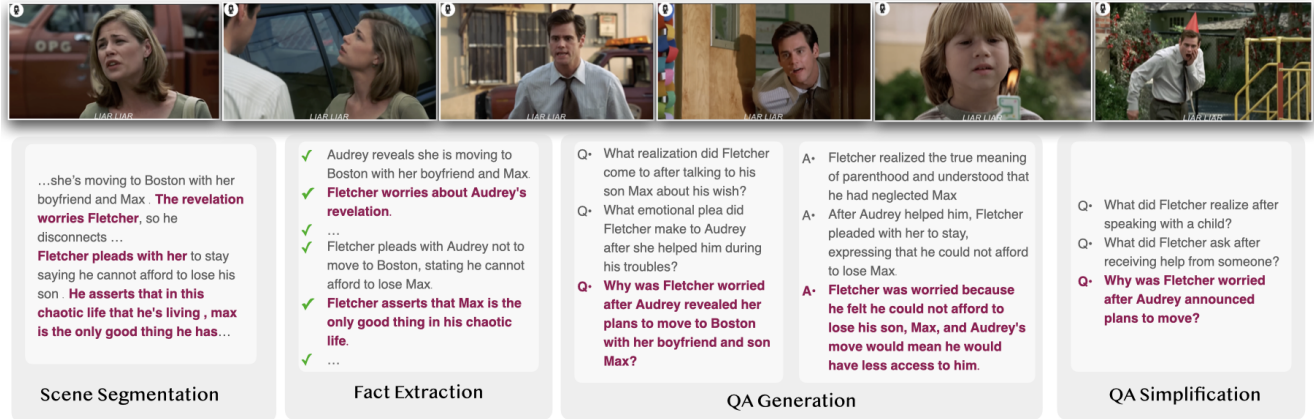 OPG
LIAR LIAR
LIAR LIAR
LIAR LIAR
LIAR LIAR
LIAR LIAR
LIAR LIAR
…she's moving to Boston with her
boyfriend and Max . The revelation
worries Fletcher, so he
disconnects …
Fletcher pleads with her to stay
saying he cannot afford to lose his
son . He asserts that in this
chaotic life that he's living , max
is the only good thing he has…
Scene Segmentation
✓ Audrey reveals she is moving to
Boston with her boyfriend and Max.
✓ Fletcher worries about Audrey's
revelation.
✓ …
✓ Fletcher pleads with Audrey not to
move to Boston, stating he cannot
afford to lose Max.
✓ Fletcher asserts that Max is the
only good thing in his chaotic
life.
✓ …
Fact Extraction
Q• What realization did Fletcher
come to after talking to his
son Max about his wish?
Q• What emotional plea did
Fletcher make to Audrey
after she helped him during
his troubles?
Q• Why was Fletcher worried
after Audrey revealed her
plans to move to Boston
with her boyfriend and son
Max?
A• Fletcher realized the true meaning
of parenthood and understood that
he had neglected Max
A• After Audrey helped him, Fletcher
pleaded with her to stay,
expressing that he could not afford
to lose Max.
A• Fletcher was worried because
he felt he could not afford to
lose his son, Max, and Audrey's
move would mean he would
have less access to him.
QA Generation
Q• What did Fletcher realize after
speaking with a child?
Q• What did Fletcher ask after
receiving help from someone?
Q• Why was Fletcher worried
after Audrey announced
plans to move?
QA Simplification